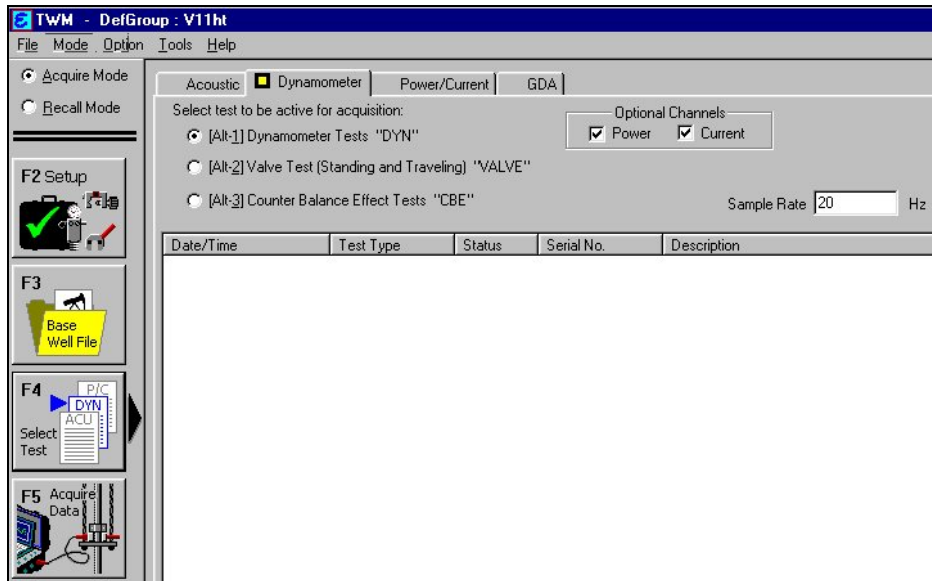 TWM - DefGroup : V11ht
File Mode Option Tools Help
Acquire Mode
Recall Mode
F2 Setup
F3
Base
Well File
F4
P/C
DYN
ACU
Select
Test
F5 Acquire
Data
Acoustic Dynamometer Power/Current GDA
Select test to be active for acquisition:
[Alt-1] Dynamometer Tests "DYN"
[Alt-2] Valve Test (Standing and Traveling) "VALVE"
[Alt-3] Counter Balance Effect Tests "CBE"
Optional Channels
Power Current
Sample Rate 20 Hz
Date/Time Test Type Status Serial No. Description